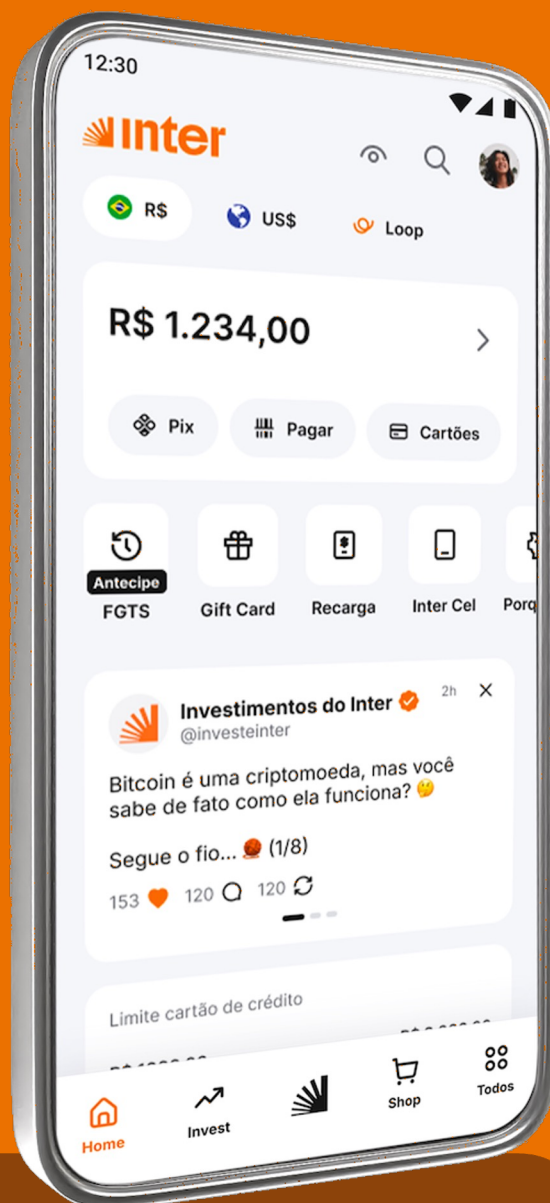 12:30
inter
R$
US$
Loop
R$ 1.234,00
Pix
Pagar
Cartões
Antecipe
FGTS
Gift Card
Recarga
Inter Cel
Porq
Investimentos do Inter
2h
@investeinter
Bitcoin é uma criptomoeda, mas você
sabe de fato como ela funciona? 🤔
Segue o fio... 🧶 (1/8)
153
120
120
Limite cartão de crédito
Home
Invest
Shop
Todos